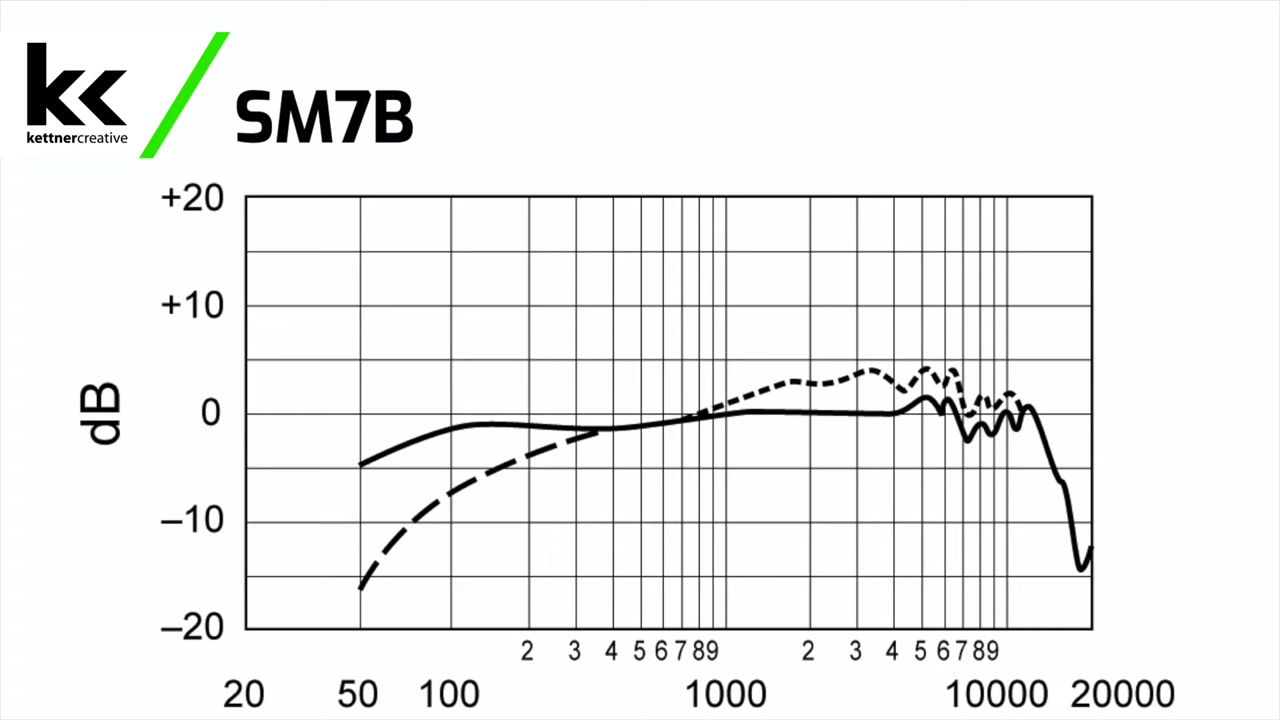 kettnercreative
SM7B
+20
+10
0
–10
–20
dB
2 3 4 5 6 7 8 9 2 3 4 5 6 7 8 9
20 50 100 1000 10000 20000